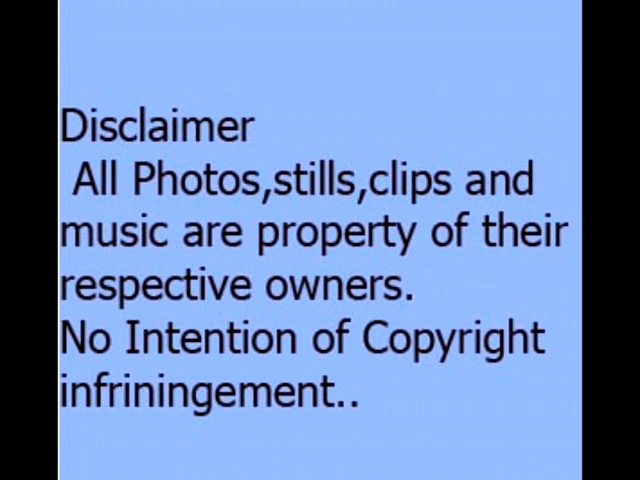 Disclaimer
All Photos,stills,clips and
music are property of their
respective owners.
No Intention of Copyright
infriningement..